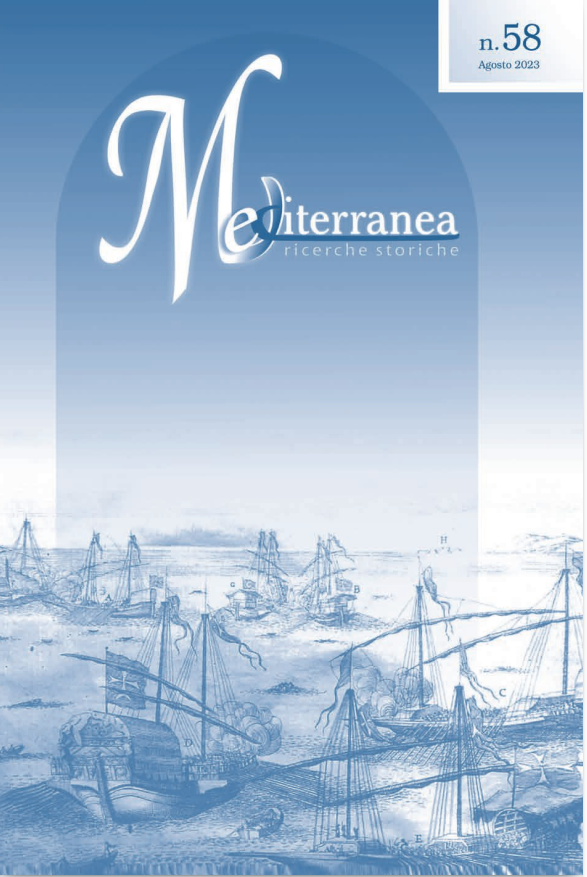 n.58
Agosto 2023
Mediterranea
ricerche storiche
H
G
B
C
D
E